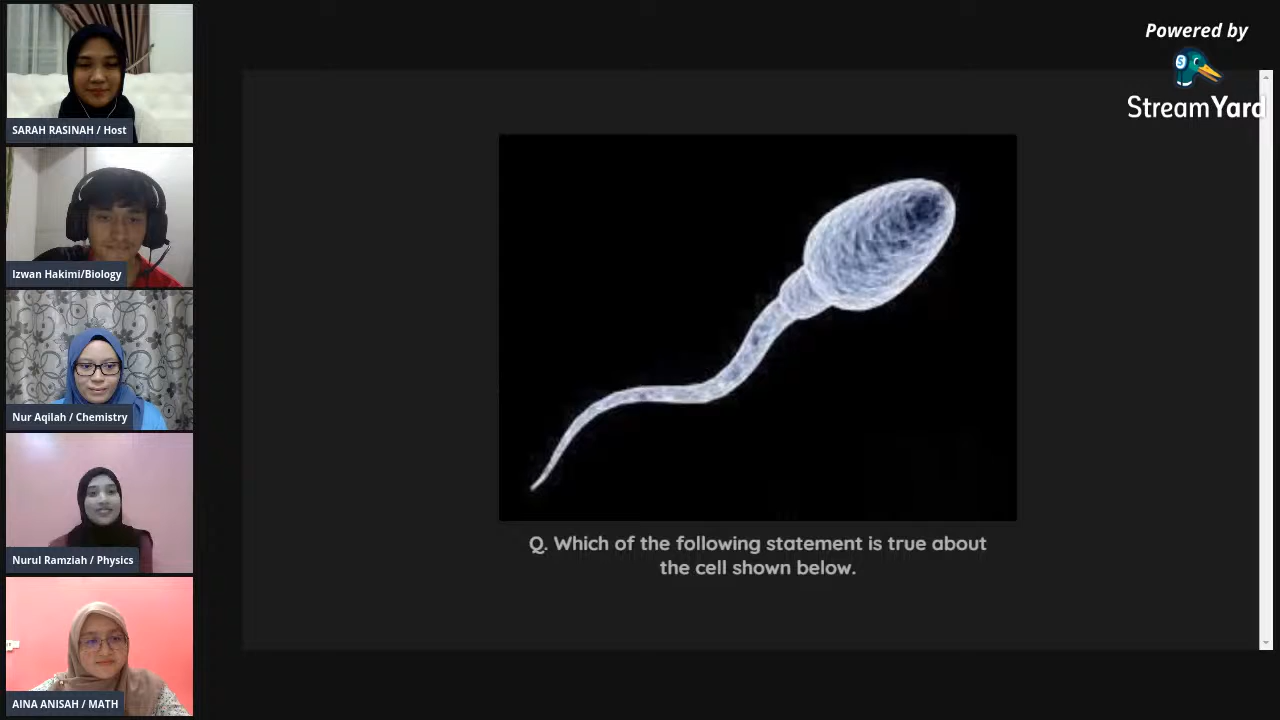 Powered by
StreamYard
SARAH RASINAH / Host
Izwan Hakimi/Biology
Nur Aqilah / Chemistry
Nurul Ramziah / Physics
AINA ANISAH / MATH
Q. Which of the following statement is true about
the cell shown below.